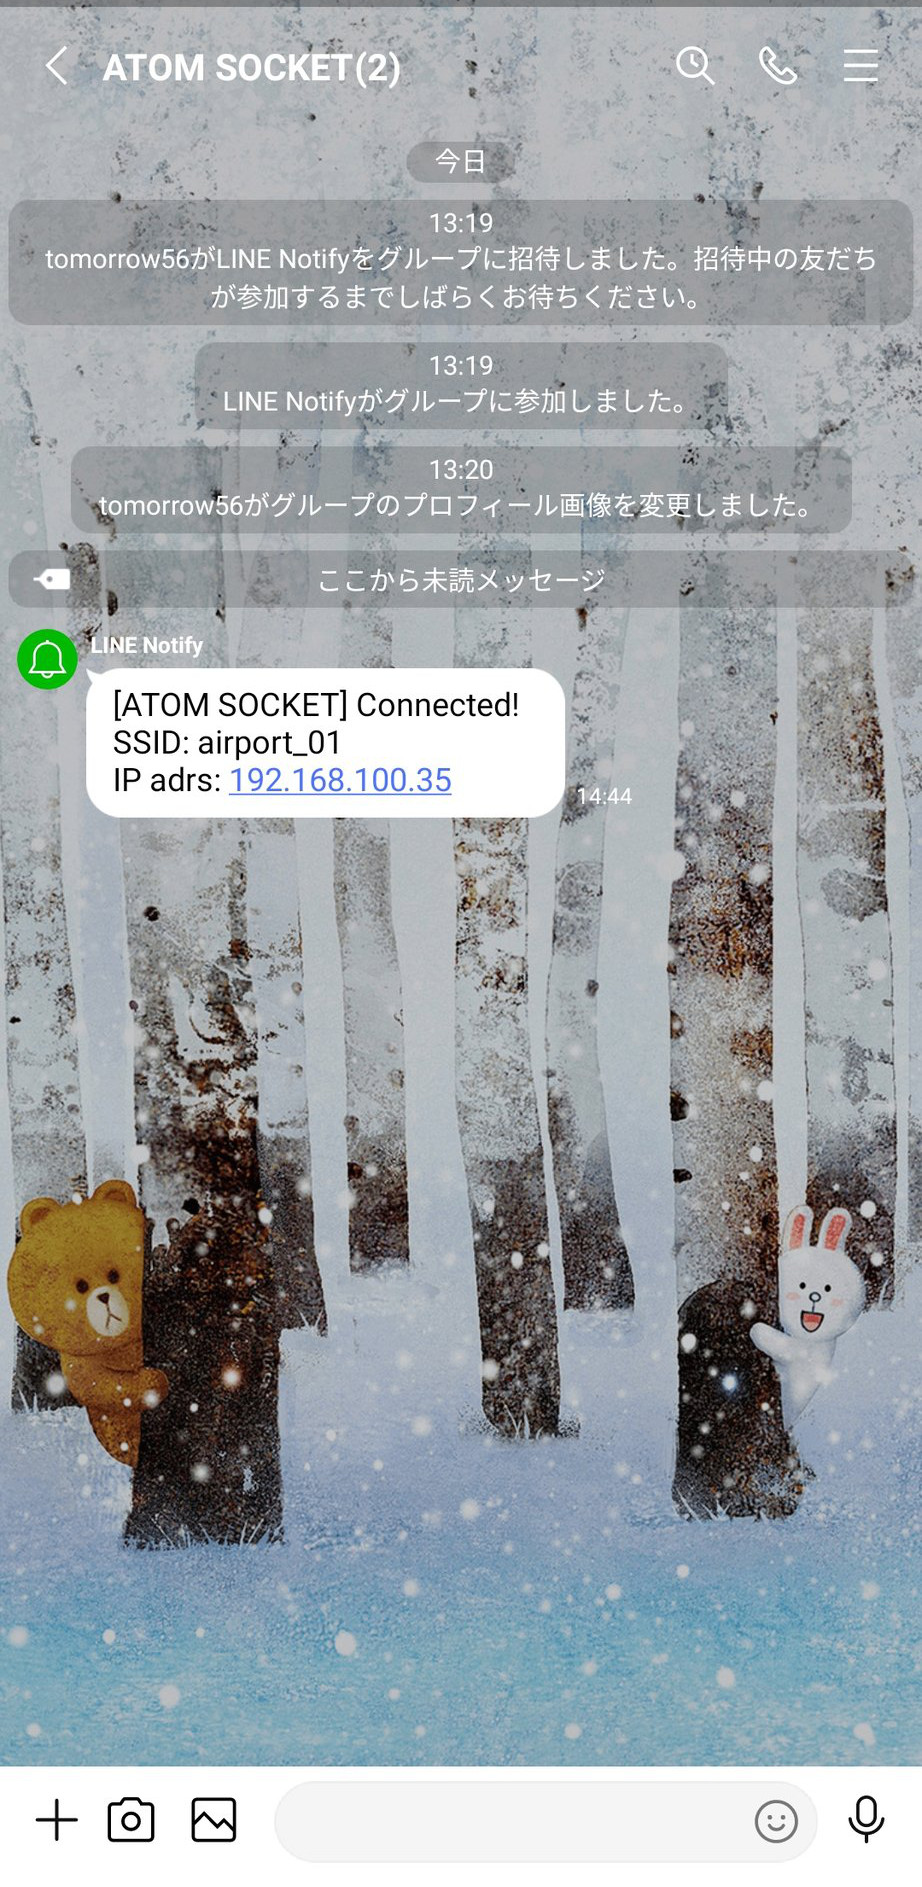 ATOM SOCKET(2)
今日
13:19
tomorrow56がLINE Notifyをグループに招待しました。招待中の友だち
が参加するまでしばらくお待ちください。
13:19
LINE Notifyがグループに参加しました。
13:20
tomorrow56がグループのプロフィール画像を変更しました。
ここから未読メッセージ
LINE Notify
[ATOM SOCKET] Connected!
SSID: airport_01
IP adrs: 192.168.100.35
14:44